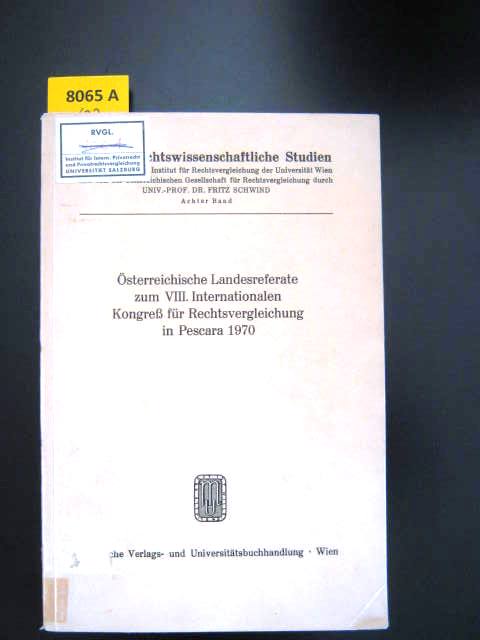 8065 A
RVGL.
Institut für Intern. Privatrecht
und Privatrechtsvergleichung
UNIVERSITÄT SALZBURG
chtswissenschaftliche Studien
Institut für Rechtsvergleichung der Universität Wien
ichischen Gesellschaft für Rechtsvergleichung durch
UNIV.-PROF. DR. FRITZ SCHWIND
Achter Band
Österreichische Landesreferate
zum VIII. Internationalen
Kongreß für Rechtsvergleichung
in Pescara 1970
che Verlags- und Universitätsbuchhandlung · Wien